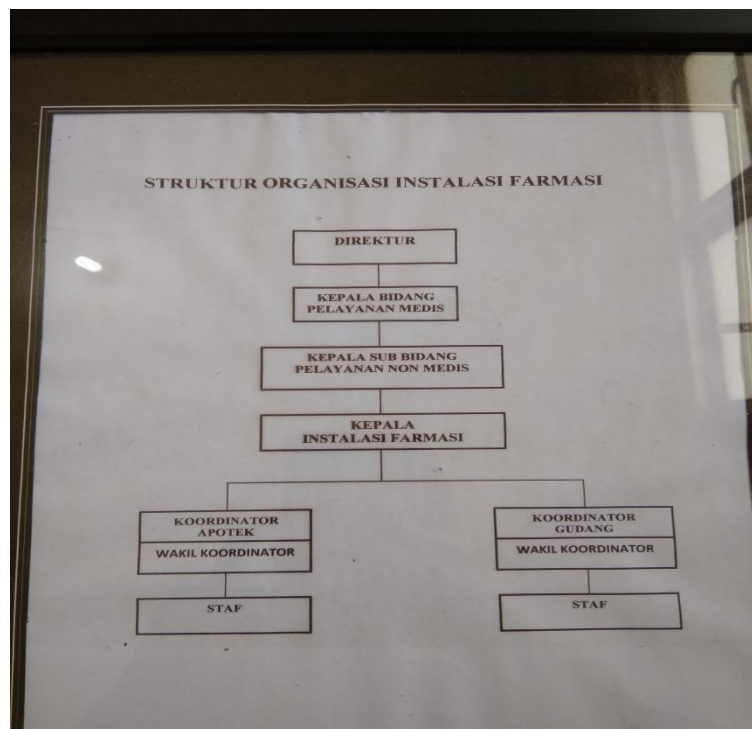 STRUKTUR ORGANISASI INSTALASI FARMASI
DIREKTUR
KEPALA BIDANG
PELAYANAN MEDIS
KEPALA SUB BIDANG
PELAYANAN NON MEDIS
KEPALA
INSTALASI FARMASI
KOORDINATOR
APOTEK
WAKIL KOORDINATOR
STAF
KOORDINATOR
GUDANG
WAKIL KOORDINATOR
STAF